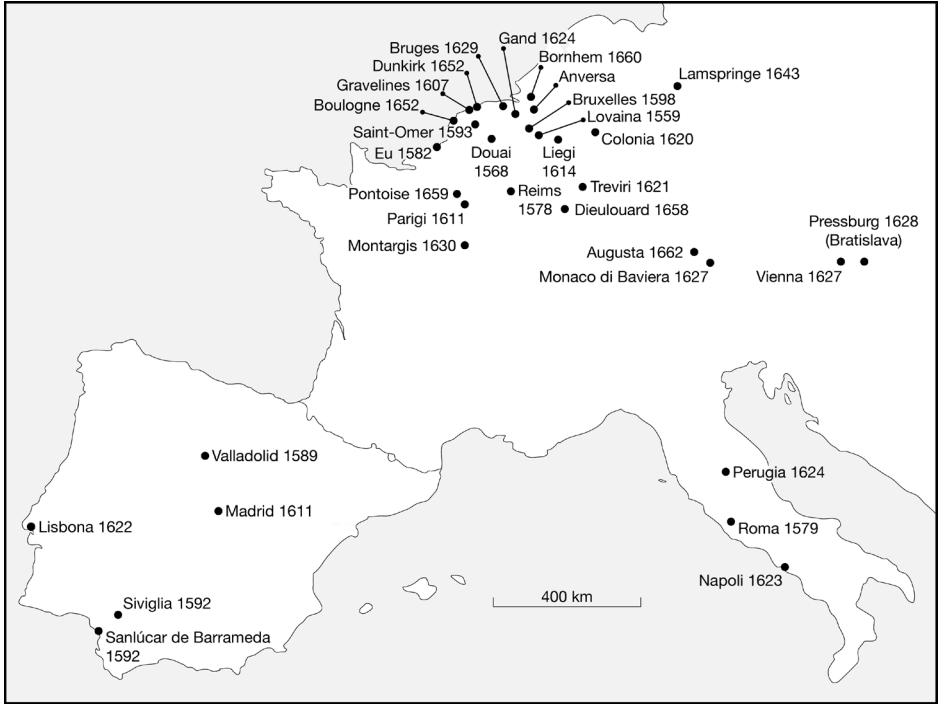 Gand 1624
Bruges 1629
Bornhem 1660
Dunkirk 1652
Anversa
Lamspringe 1643
Gravelines 1607
Bruxelles 1598
Boulogne 1652
Lovaina 1559
Saint-Omer 1593
Colonia 1620
Eu 1582
Douai
1568
Liegi
1614
Pontoise 1659
Reims
1578
Treviri 1621
Parigi 1611
Dieulouard 1658
Pressburg 1628
(Bratislava)
Montargis 1630
Augusta 1662
Monaco di Baviera 1627
Vienna 1627
Valladolid 1589
Perugia 1624
Madrid 1611
Lisbona 1622
Roma 1579
Napoli 1623
400 km
Siviglia 1592
Sanlúcar de Barrameda
1592